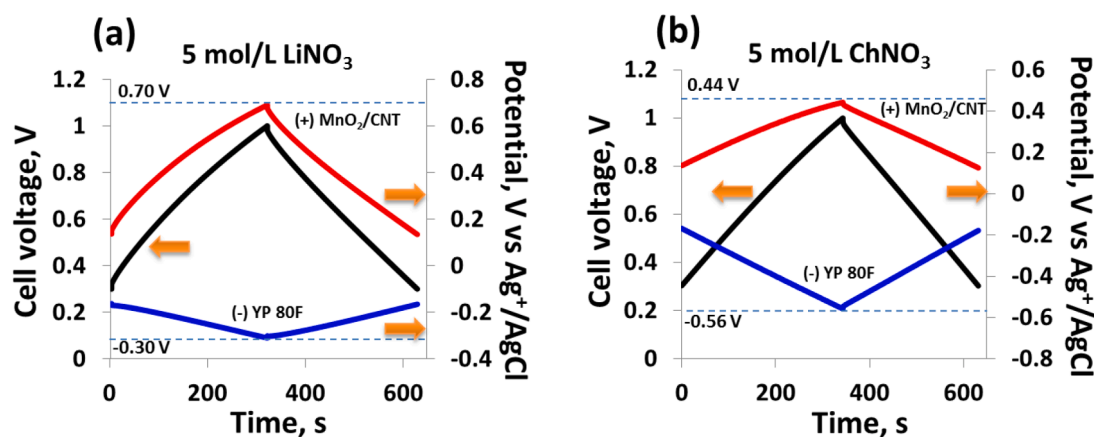 (a)
5 mol/L LiNO₃
Cell voltage, V
1.2
1
0.8
0.6
0.4
0.2
0
0.70 V
(+) MnO₂/CNT
(-) YP 80F
-0.30 V
0.8
0.6
0.4
0.2
0
-0.2
-0.4
Potential, V vs Ag⁺/AgCl
0
200
400
600
Time, s
(b)
5 mol/L ChNO₃
Cell voltage, V
1.2
1
0.8
0.6
0.4
0.2
0
0.44 V
(+) MnO₂/CNT
(-) YP 80F
-0.56 V
0.6
0.4
0.2
0
-0.2
-0.4
-0.6
-0.8
Potential, V vs Ag⁺/AgCl
0
200
400
600
Time, s